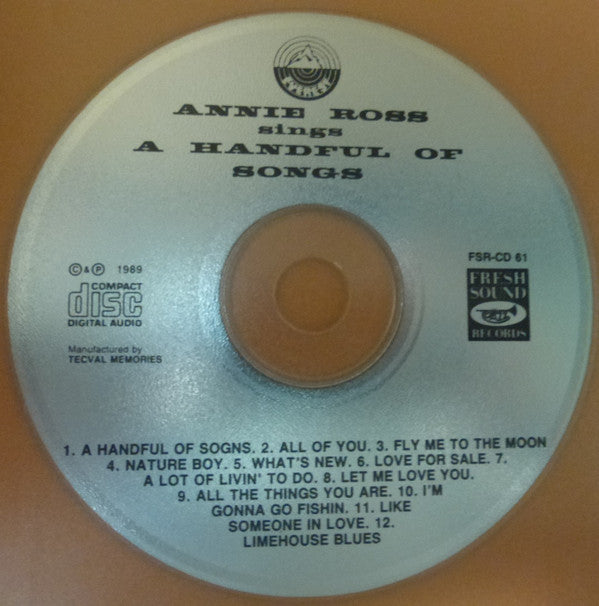 EVEREST
ANNIE ROSS
sings
A HANDFUL OF
SONGS
© & ℗ 1989
COMPACT
disc
DIGITAL AUDIO
Manufactured by
TECVAL MEMORIES
FSR-CD 61
FRESH
SOUND
RECORDS
1. A HANDFUL OF SOGNS. 2. ALL OF YOU. 3. FLY ME TO THE MOON
4. NATURE BOY. 5. WHAT'S NEW. 6. LOVE FOR SALE. 7.
A LOT OF LIVIN' TO DO. 8. LET ME LOVE YOU.
9. ALL THE THINGS YOU ARE. 10. I'M
GONNA GO FISHIN. 11. LIKE
SOMEONE IN LOVE. 12.
LIMEHOUSE BLUES